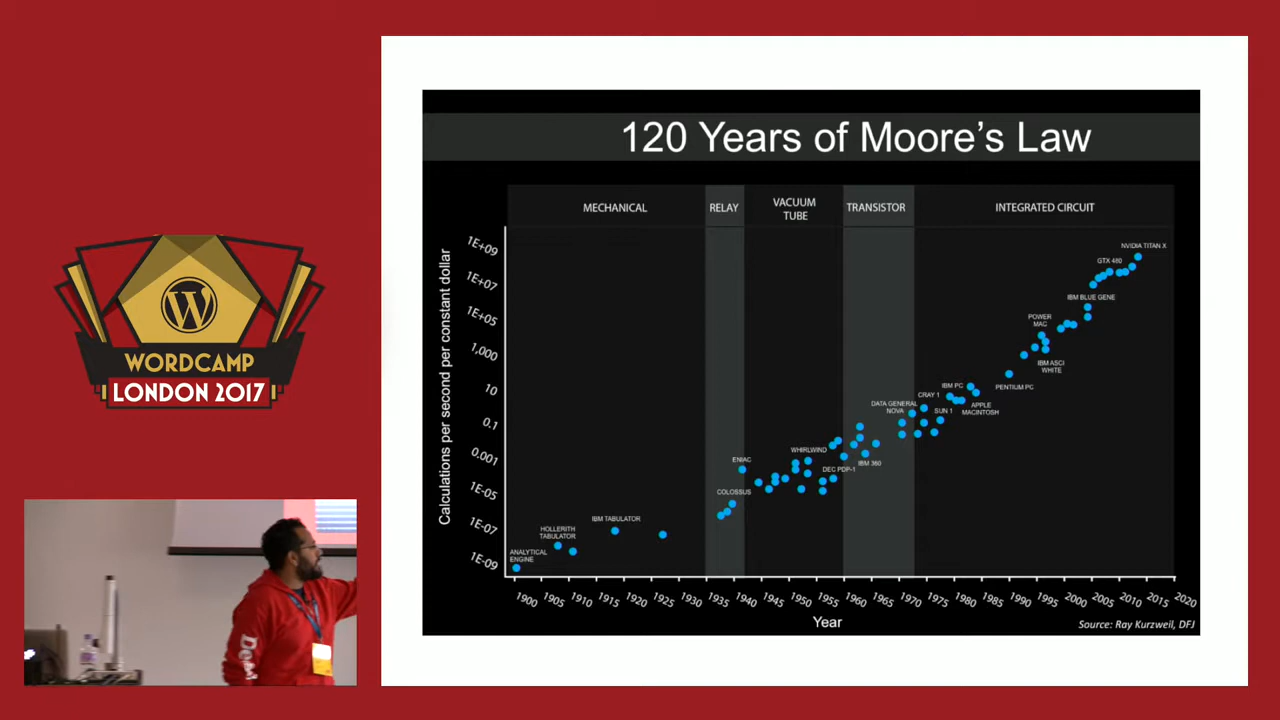 120 Years of Moore's Law
MECHANICAL
RELAY
VACUUM
TUBE
TRANSISTOR
INTEGRATED CIRCUIT
Calculations per second per constant dollar
1E+09
1E+07
1E+05
1,000
10
0.1
0.001
1E-05
1E-07
1E-09
NVIDIA TITAN X
GTX 480
IBM BLUE GENE
POWER
MAC
IBM ASCI
WHITE
PENTIUM PC
IBM PC
APPLE
MACINTOSH
CRAY 1
SUN 1
DATA GENERAL
NOVA
IBM 360
WHIRLWIND
DEC PDP-1
ENIAC
COLOSSUS
IBM TABULATOR
HOLLERITH
TABULATOR
ANALYTICAL
ENGINE
1900 1905 1910 1915 1920 1925 1930 1935 1940 1945 1950 1955 1960 1965 1970 1975 1980 1985 1990 1995 2000 2005 2010 2015 2020
Year
Source: Ray Kurzweil, DFJ
W
WORDCAMP
LONDON 2017